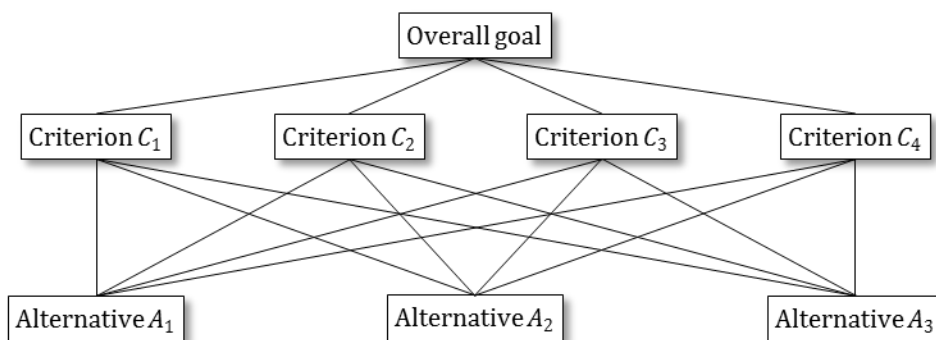 Overall goal
Criterion C₁
Criterion C₂
Criterion C₃
Criterion C₄
Alternative A₁
Alternative A₂
Alternative A₃